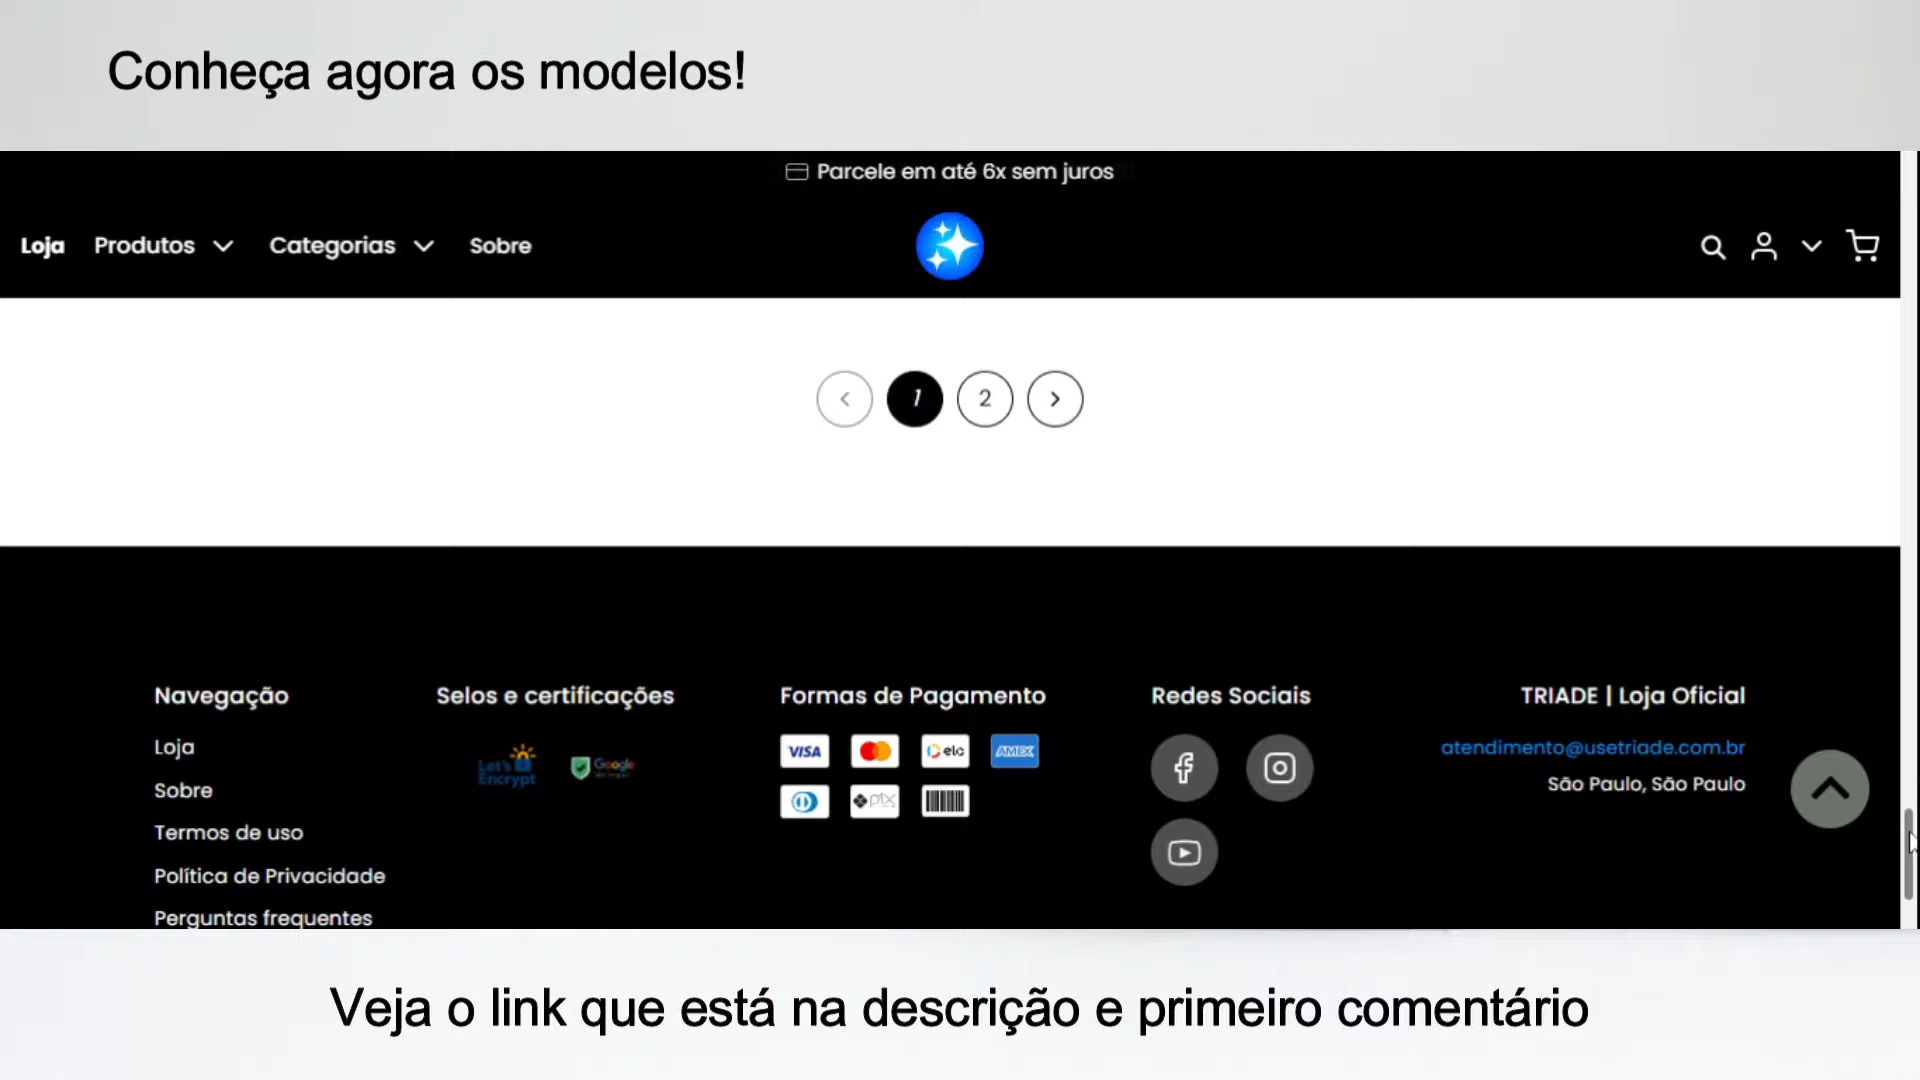 Conheça agora os modelos!
Parcele em até 6x sem juros
Loja Produtos Categorias Sobre
1 2
Navegação
Loja
Sobre
Termos de uso
Política de Privacidade
Perguntas frequentes
Selos e certificações
Let's Encrypt
Google
Formas de Pagamento
VISA elo AMEX
pix
Redes Sociais
TRIADE | Loja Oficial
atendimento@usetriade.com.br
São Paulo, São Paulo
Veja o link que está na descrição e primeiro comentário